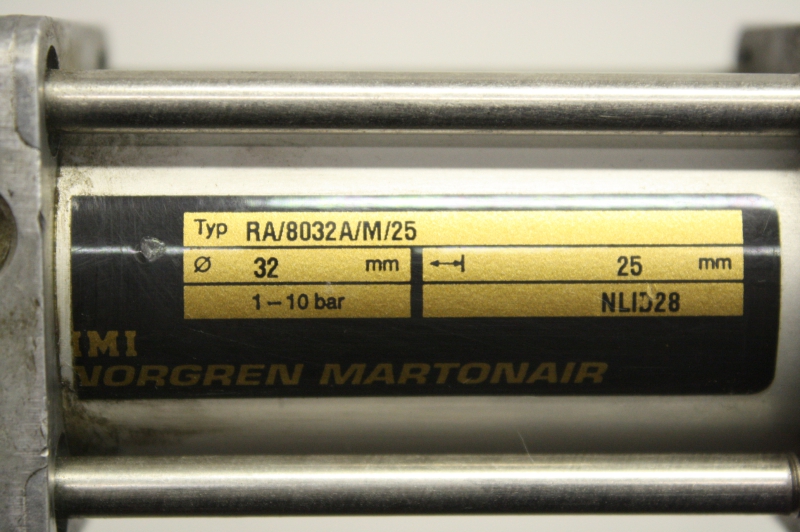 Typ RA/8032A/M/25
Ø 32 mm 25 mm
1-10 bar NLID28
IMI
NORGREN MARTONAIR